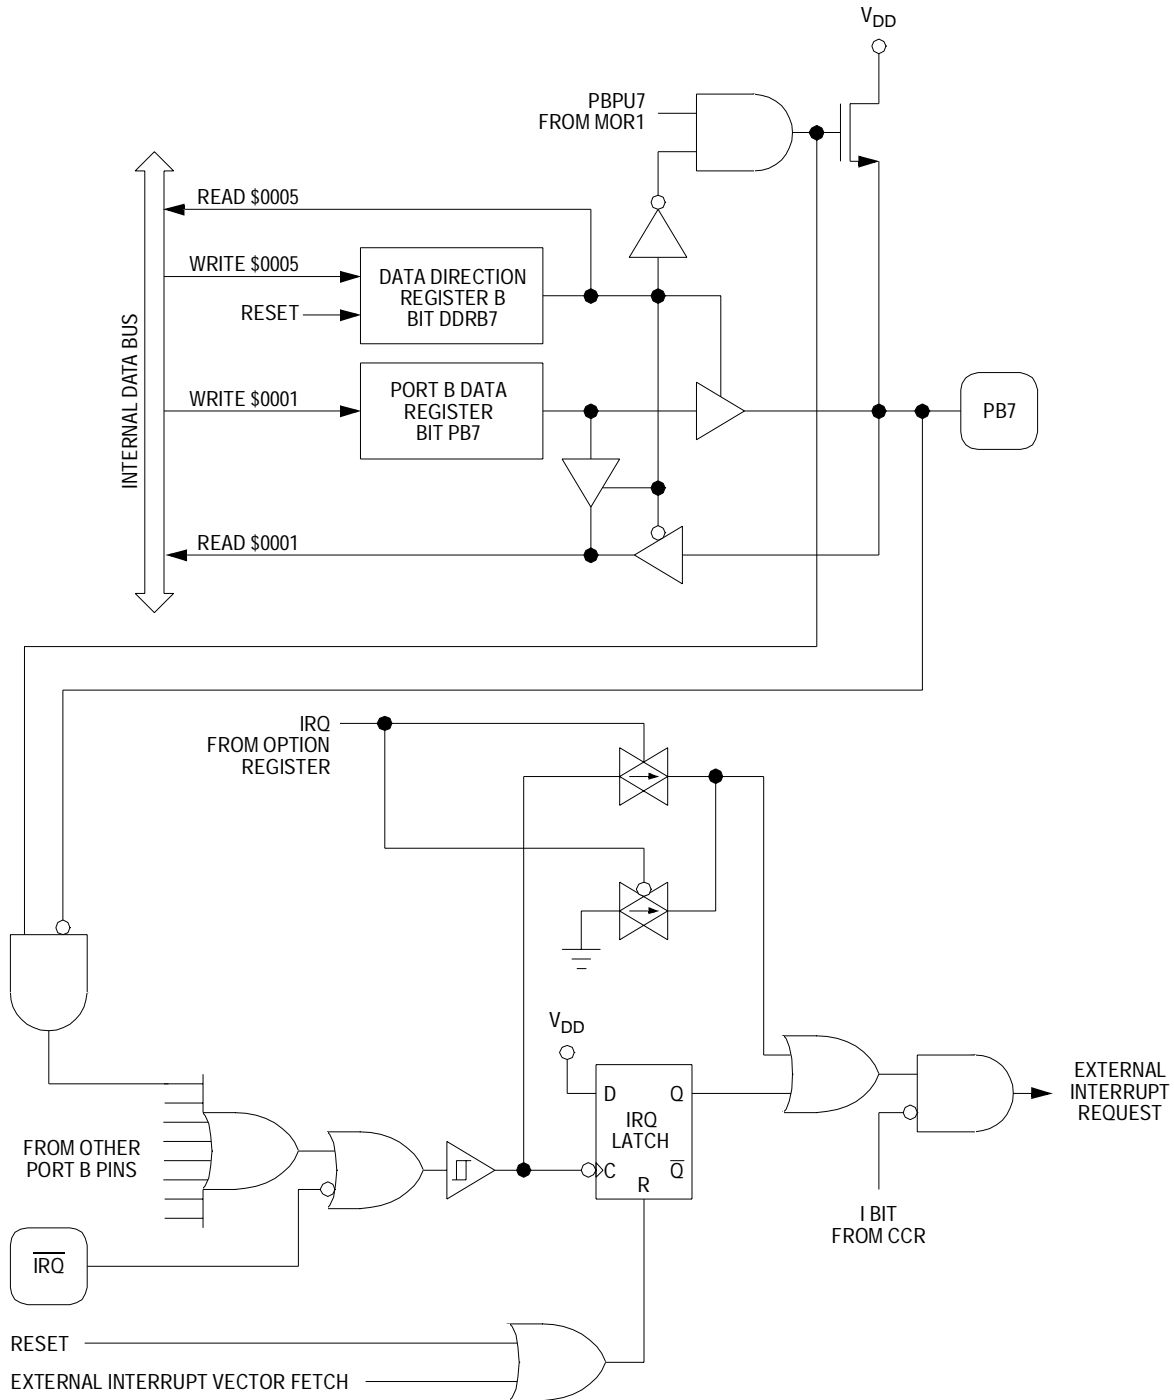 VDD
PBPU7
FROM MOR1
READ $0005
WRITE $0005
DATA DIRECTION
REGISTER B
BIT DDRB7
RESET
INTERNAL DATA BUS
WRITE $0001
PORT B DATA
REGISTER
BIT PB7
PB7
READ $0001
IRQ
FROM OPTION
REGISTER
VDD
D
Q
IRQ
LATCH
C
Q̅
R
EXTERNAL
INTERRUPT
REQUEST
FROM OTHER
PORT B PINS
I BIT
FROM CCR
I̅R̅Q̅
RESET
EXTERNAL INTERRUPT VECTOR FETCH